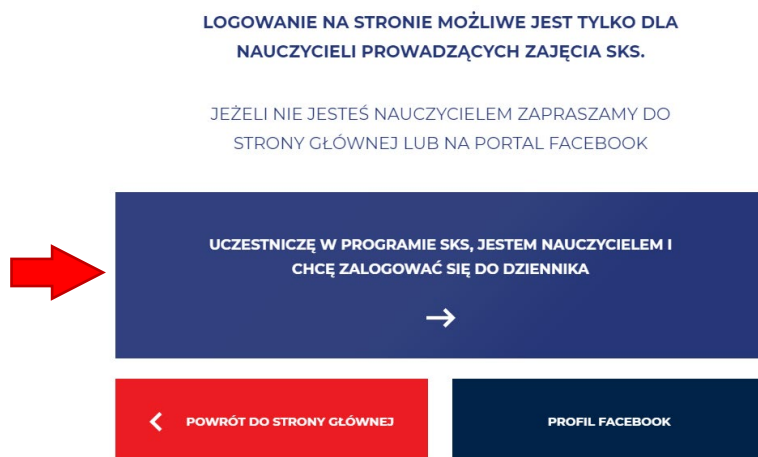 LOGOWANIE NA STRONIE MOŻLIWE JEST TYLKO DLA
NAUCZYCIELI PROWADZĄCYCH ZAJĘCIA SKS.
JEŻELI NIE JESTEŚ NAUCZYCIELEM ZAPRASZAMY DO
STRONY GŁÓWNEJ LUB NA PORTAL FACEBOOK
UCZESTNICZĘ W PROGRAMIE SKS, JESTEM NAUCZYCIELEM I
CHCĘ ZALOGOWAĆ SIĘ DO DZIENNIKA
POWRÓT DO STRONY GŁÓWNEJ
PROFIL FACEBOOK